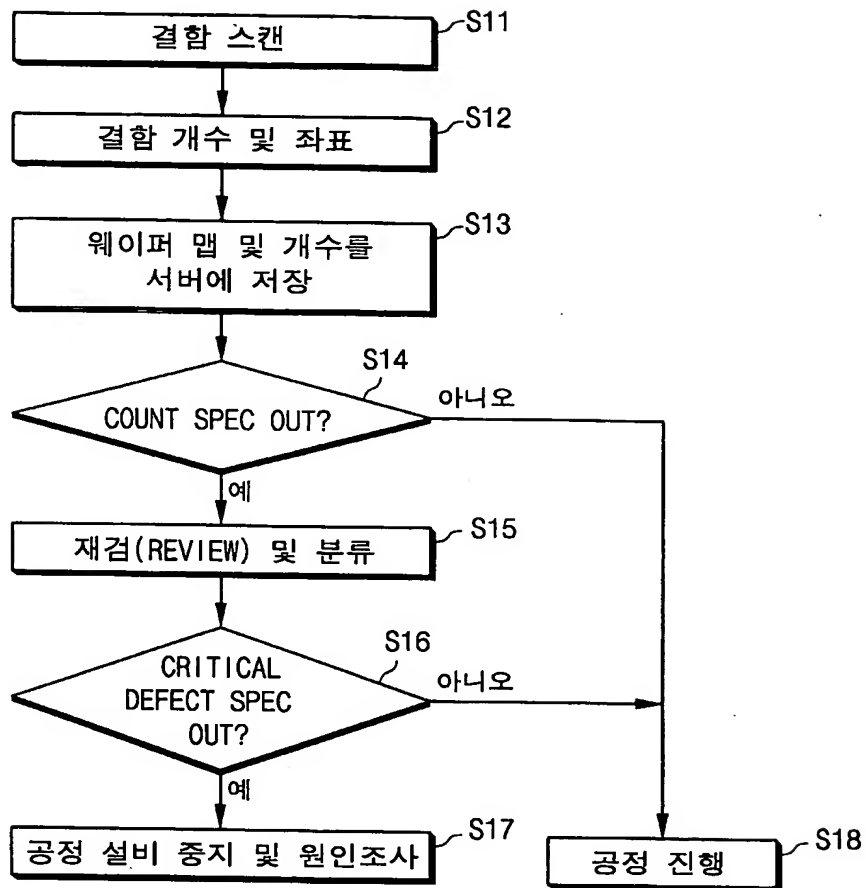 결함 스캔
S11
결함 개수 및 좌표
S12
웨이퍼 맵 및 개수를
서버에 저장
S13
S14
COUNT SPEC OUT?
아니오
예
재검(REVIEW) 및 분류
S15
S16
CRITICAL
DEFECT SPEC
OUT?
아니오
예
공정 설비 중지 및 원인조사
S17
공정 진행
S18